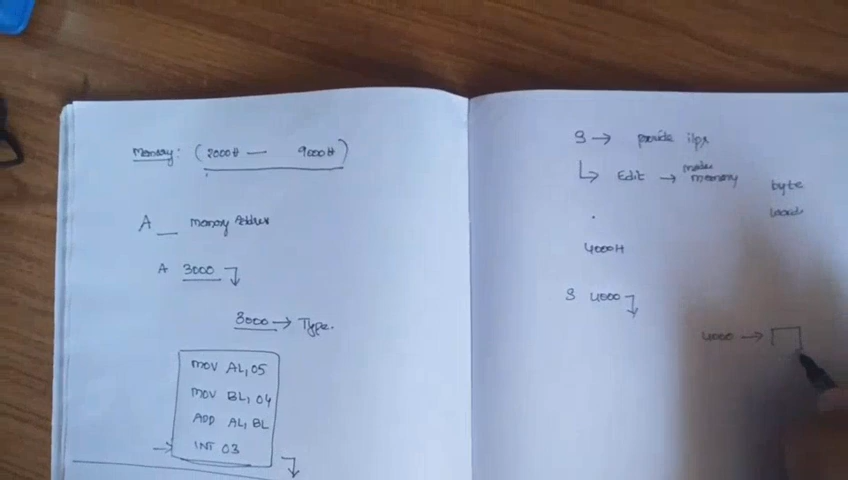 Memory: (2000H — 9000H)
A __ Memory Address
A 3000
3000 → Type.
MOV AL, 05
MOV BL, 04
ADD AL, BL
INT 03
S → provide i/ps
Edit → memory
byte
word
4000H
S 4000
4000 →